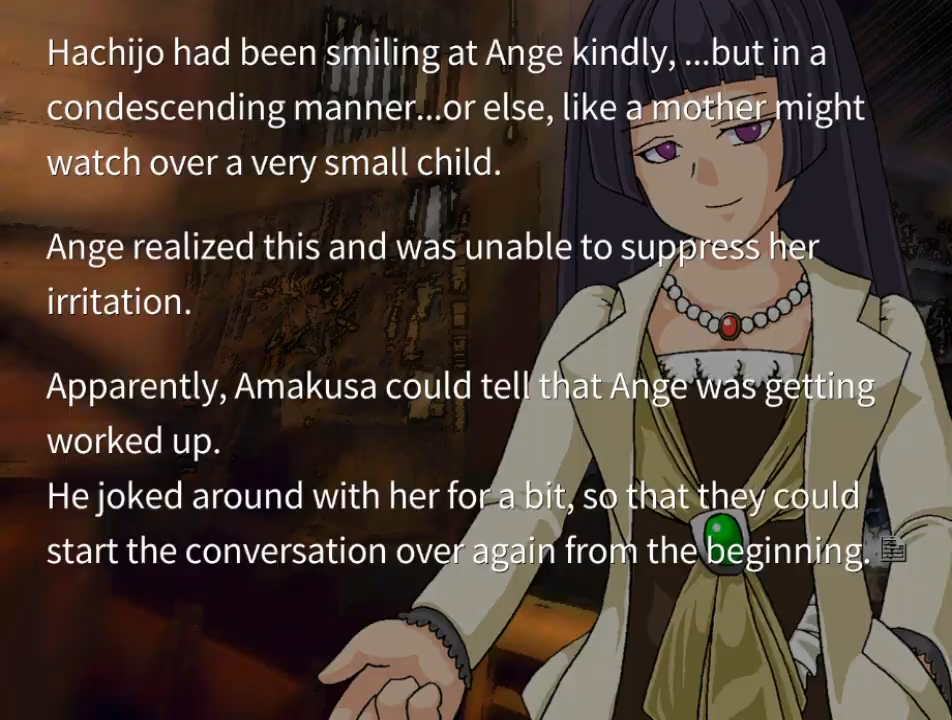 Hachijo had been smiling at Ange kindly, ...but in a
condescending manner...or else, like a mother might
watch over a very small child.
Ange realized this and was unable to suppress her
irritation.
Apparently, Amakusa could tell that Ange was getting
worked up.
He joked around with her for a bit, so that they could
start the conversation over again from the beginning.